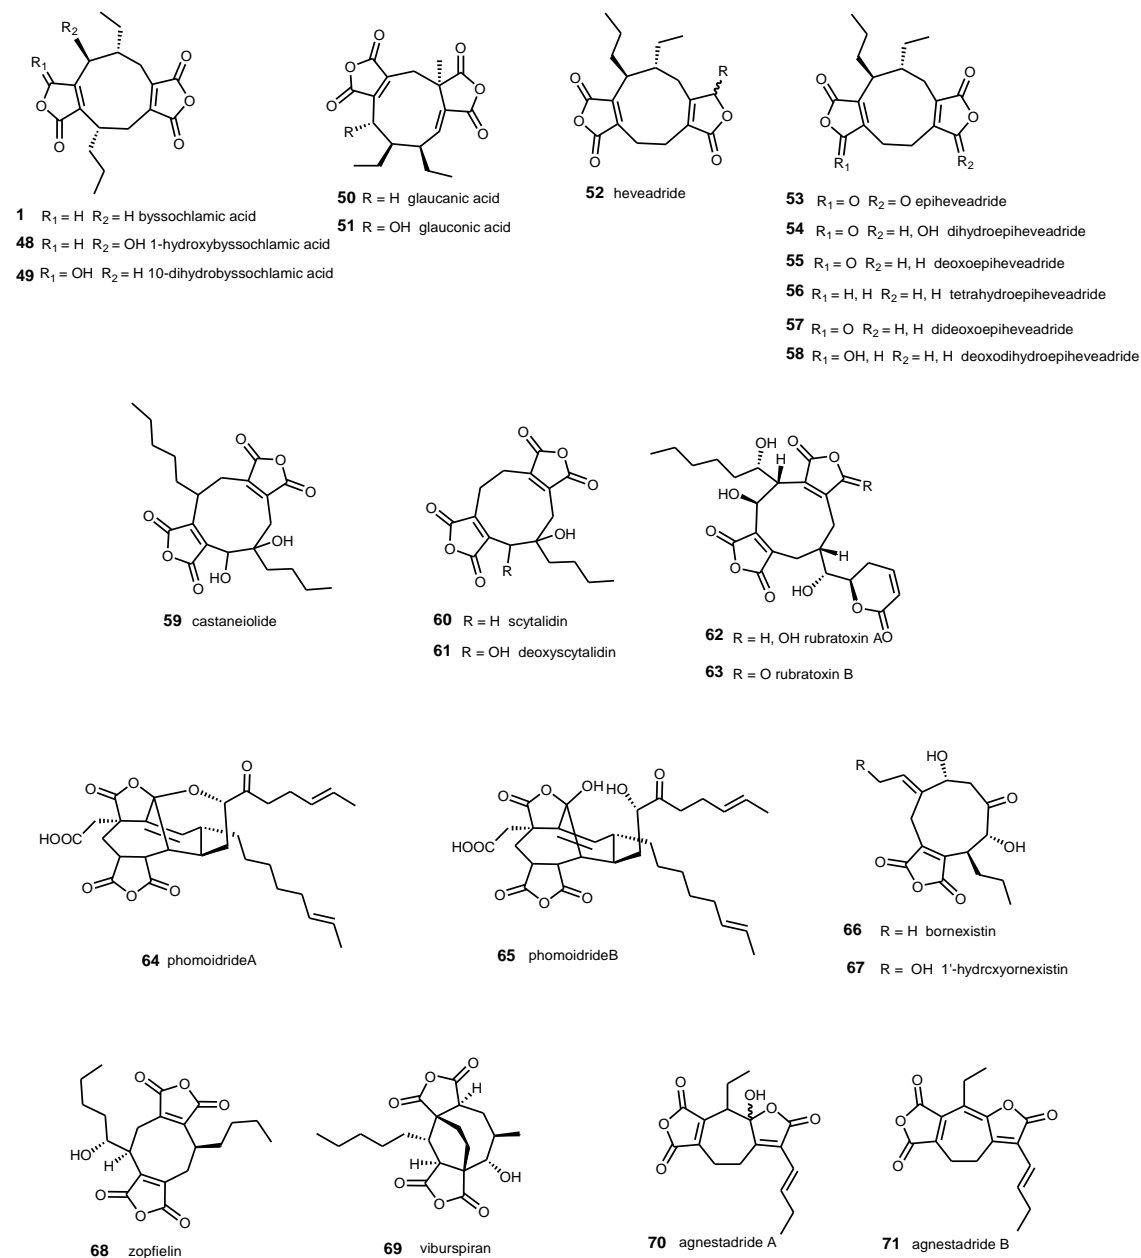 R2
R1
O
O
O
O
O
1 R1 = H R2 = H byssochlamic acid
48 R1 = H R2 = OH 1-hydroxybyssochlamic acid
49 R1 = OH R2 = H 10-dihydrobyssochlamic acid
O
O
O
O
O
O
R
50 R = H glaucanic acid
51 R = OH glauconic acid
R
O
O
O
O
O
52 heveadride
O
O
O
O
R1
R2
53 R1 = O R2 = O epiheveadride
54 R1 = O R2 = H, OH dihydroepiheveadride
55 R1 = O R2 = H, H deoxoepiheveadride
56 R1 = H, H R2 = H, H tetrahydroepiheveadride
57 R1 = O R2 = H, H dideoxoepiheveadride
58 R1 = OH, H R2 = H, H deoxodihydroepiheveadride
O
O
O
O
O
O
OH
HO
59 castaneiolide
O
O
O
O
O
O
OH
R
60 R = H scytalidin
61 R = OH deoxyscytalidin
OH
H
O
O
R
HO
O
O
O
H
HO
O
O
62 R = H, OH rubratoxin A
63 R = O rubratoxin B
O
O
O
O
HOOC
O
O
O
64 phomoidrideA
O
O
OH
HO
O
HOOC
O
O
O
65 phomoidrideB
HO
R
O
OH
O
O
O
66 R = H bornexistin
67 R = OH 1'-hydrcxyornexistin
O
O
O
HO
H
O
O
O
68 zopfielin
O
O
O
H
H
OH
O
O
O
69 viburspiran
O
O
O
OH
O
O
70 agnestadride A
O
O
O
O
O
71 agnestadride B